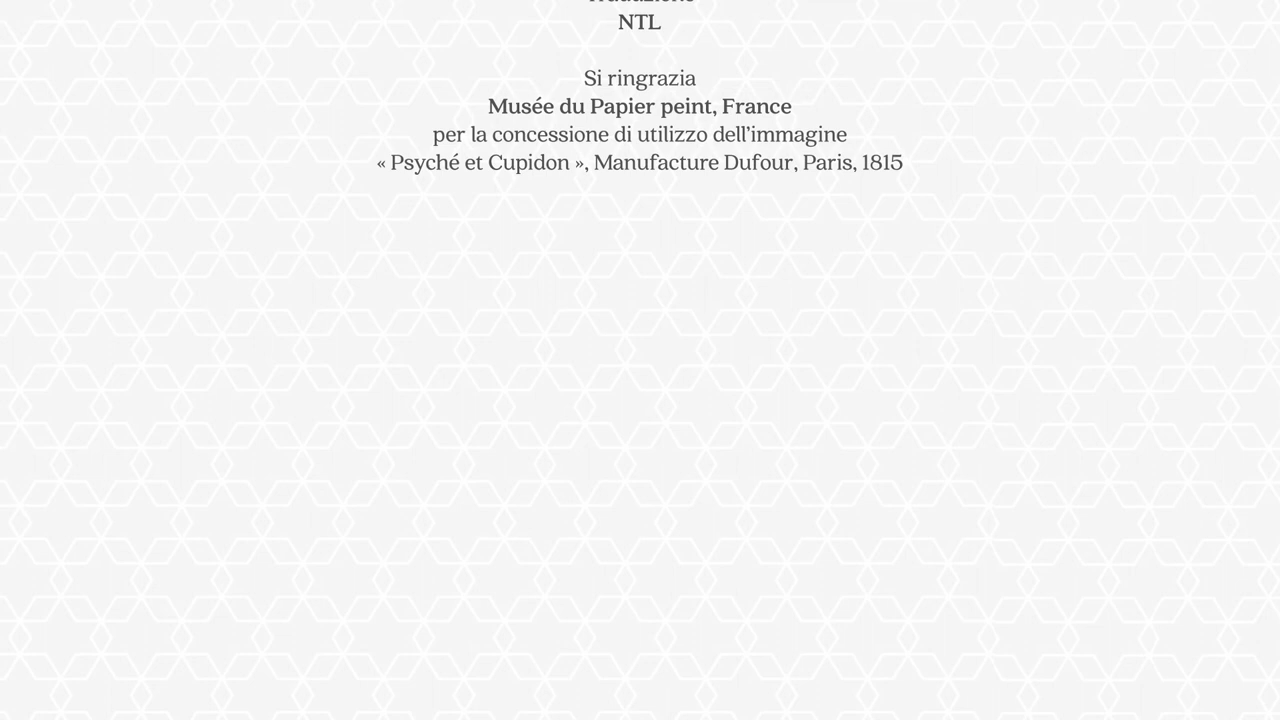 Traduzione
NTL
Si ringrazia
Musée du Papier peint, France
per la concessione di utilizzo dell’immagine
« Psyché et Cupidon », Manufacture Dufour, Paris, 1815